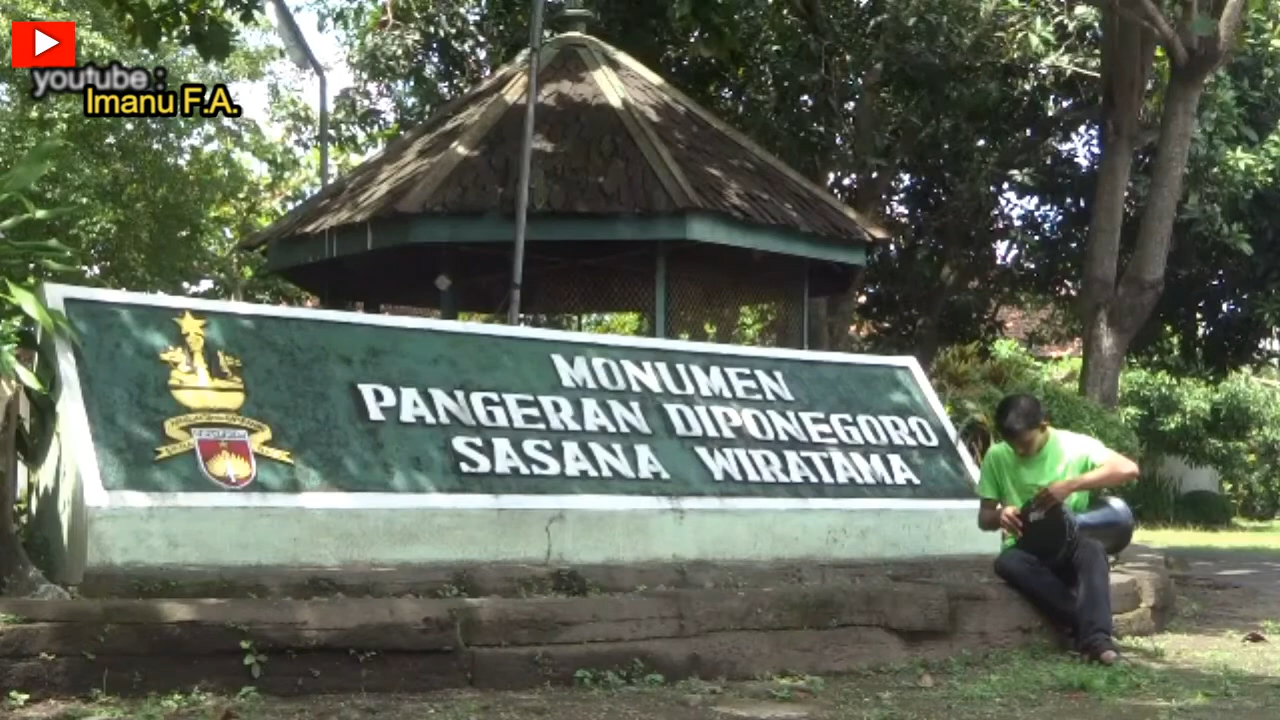 youtube :
Imanu F.A.
MONUMEN
PANGERAN DIPONEGORO
SASANA WIRATAMA